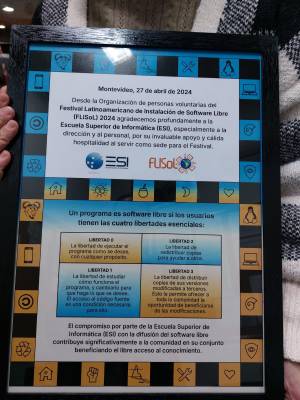 Montevideo, 27 de abril de 2024
Desde la Organización de personas voluntarias del
Festival Latinoamericano de Instalación de Software Libre
(FLISoL) 2024 agradecemos profundamente a la
Escuela Superior de Informática (ESI), especialmente a la
dirección y al personal, por su invaluable apoyo y cálida
hospitalidad al servir como sede para el Festival.
ESI
FLISoL
Un programa es software libre si los usuarios
tienen las cuatro libertades esenciales:
LIBERTAD 0
La libertad de ejecutar el
programa como se desee,
con cualquier propósito.
LIBERTAD 2
La libertad de
redistribuir copias
para ayudar a otros.
LIBERTAD 1
La libertad de estudiar
cómo funciona el
programa, y cambiarlo para
que haga lo que se desee.
El acceso al código fuente
es una condición necesaria
para ello.
LIBERTAD 3
La libertad de distribuir
copias de sus versiones
modificadas a terceros.
Esto le permite ofrecer a
toda la comunidad la
oportunidad de beneficiarse
de las modificaciones.
El compromiso por parte de la Escuela Superior de
Informática (ESI) con la difusión del software libre
contribuye significativamente a la comunidad en su conjunto
beneficiando el libre acceso al conocimiento.